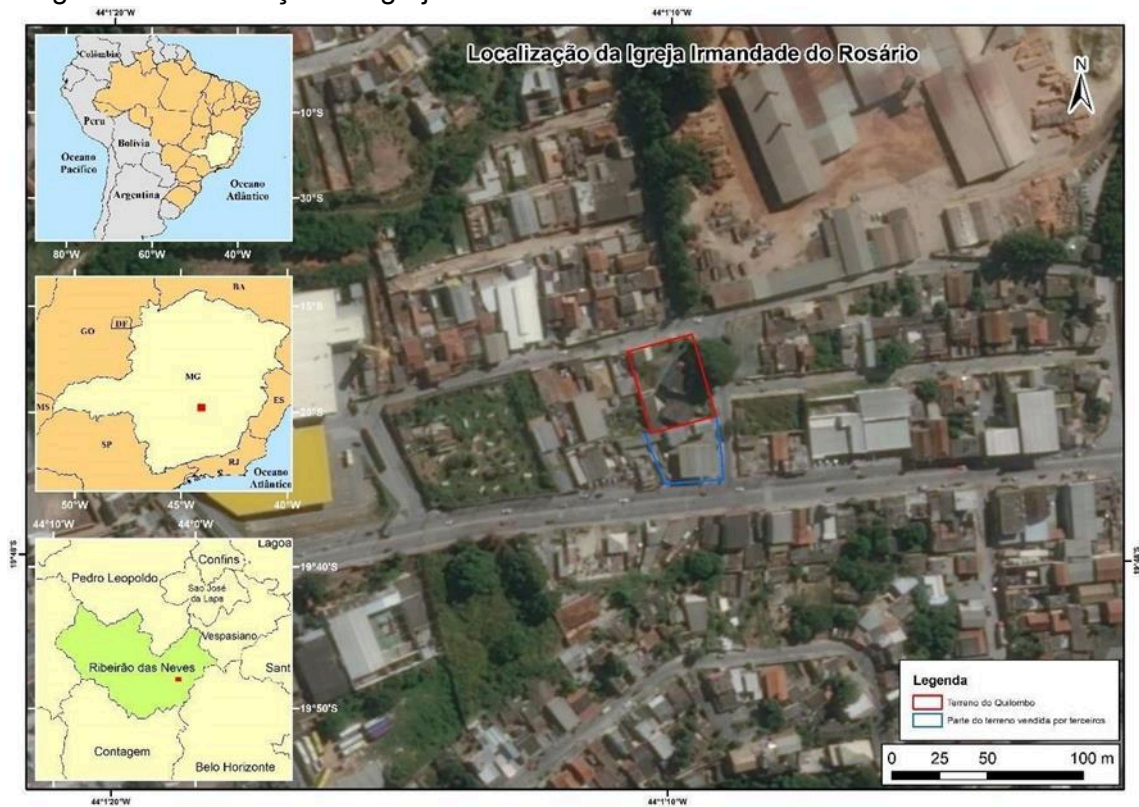 44°1'20"W
44°1'10"W
Localização da Igreja Irmandade do Rosário
N
Colômbia
Peru
Bolívia
Oceano
Pacífico
Argentina
Oceano
Atlântico
10°S
30°S
80°W
60°W
40°W
BA
GO
DF
MG
MS
ES
SP
RJ
Oceano
Atlântico
15°S
20°S
50°W
45°W
40°W
44°10'W
44°0'W
Lagoa
Confins
Pedro Leopoldo
São José
da Lapa
Vespasiano
Ribeirão das Neves
Sant
Contagem
Belo Horizonte
19°40'S
19°50'S
Legenda
Terreno do Quilombo
Parte do terreno vendida por terceiros
0 25 50 100 m
44°1'20"W
44°1'10"W